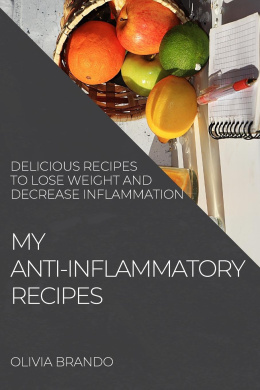 DELICIOUS RECIPES
TO LOSE WEIGHT AND
DECREASE INFLAMMATION
MY
ANTI-INFLAMMATORY
RECIPES
OLIVIA BRANDO